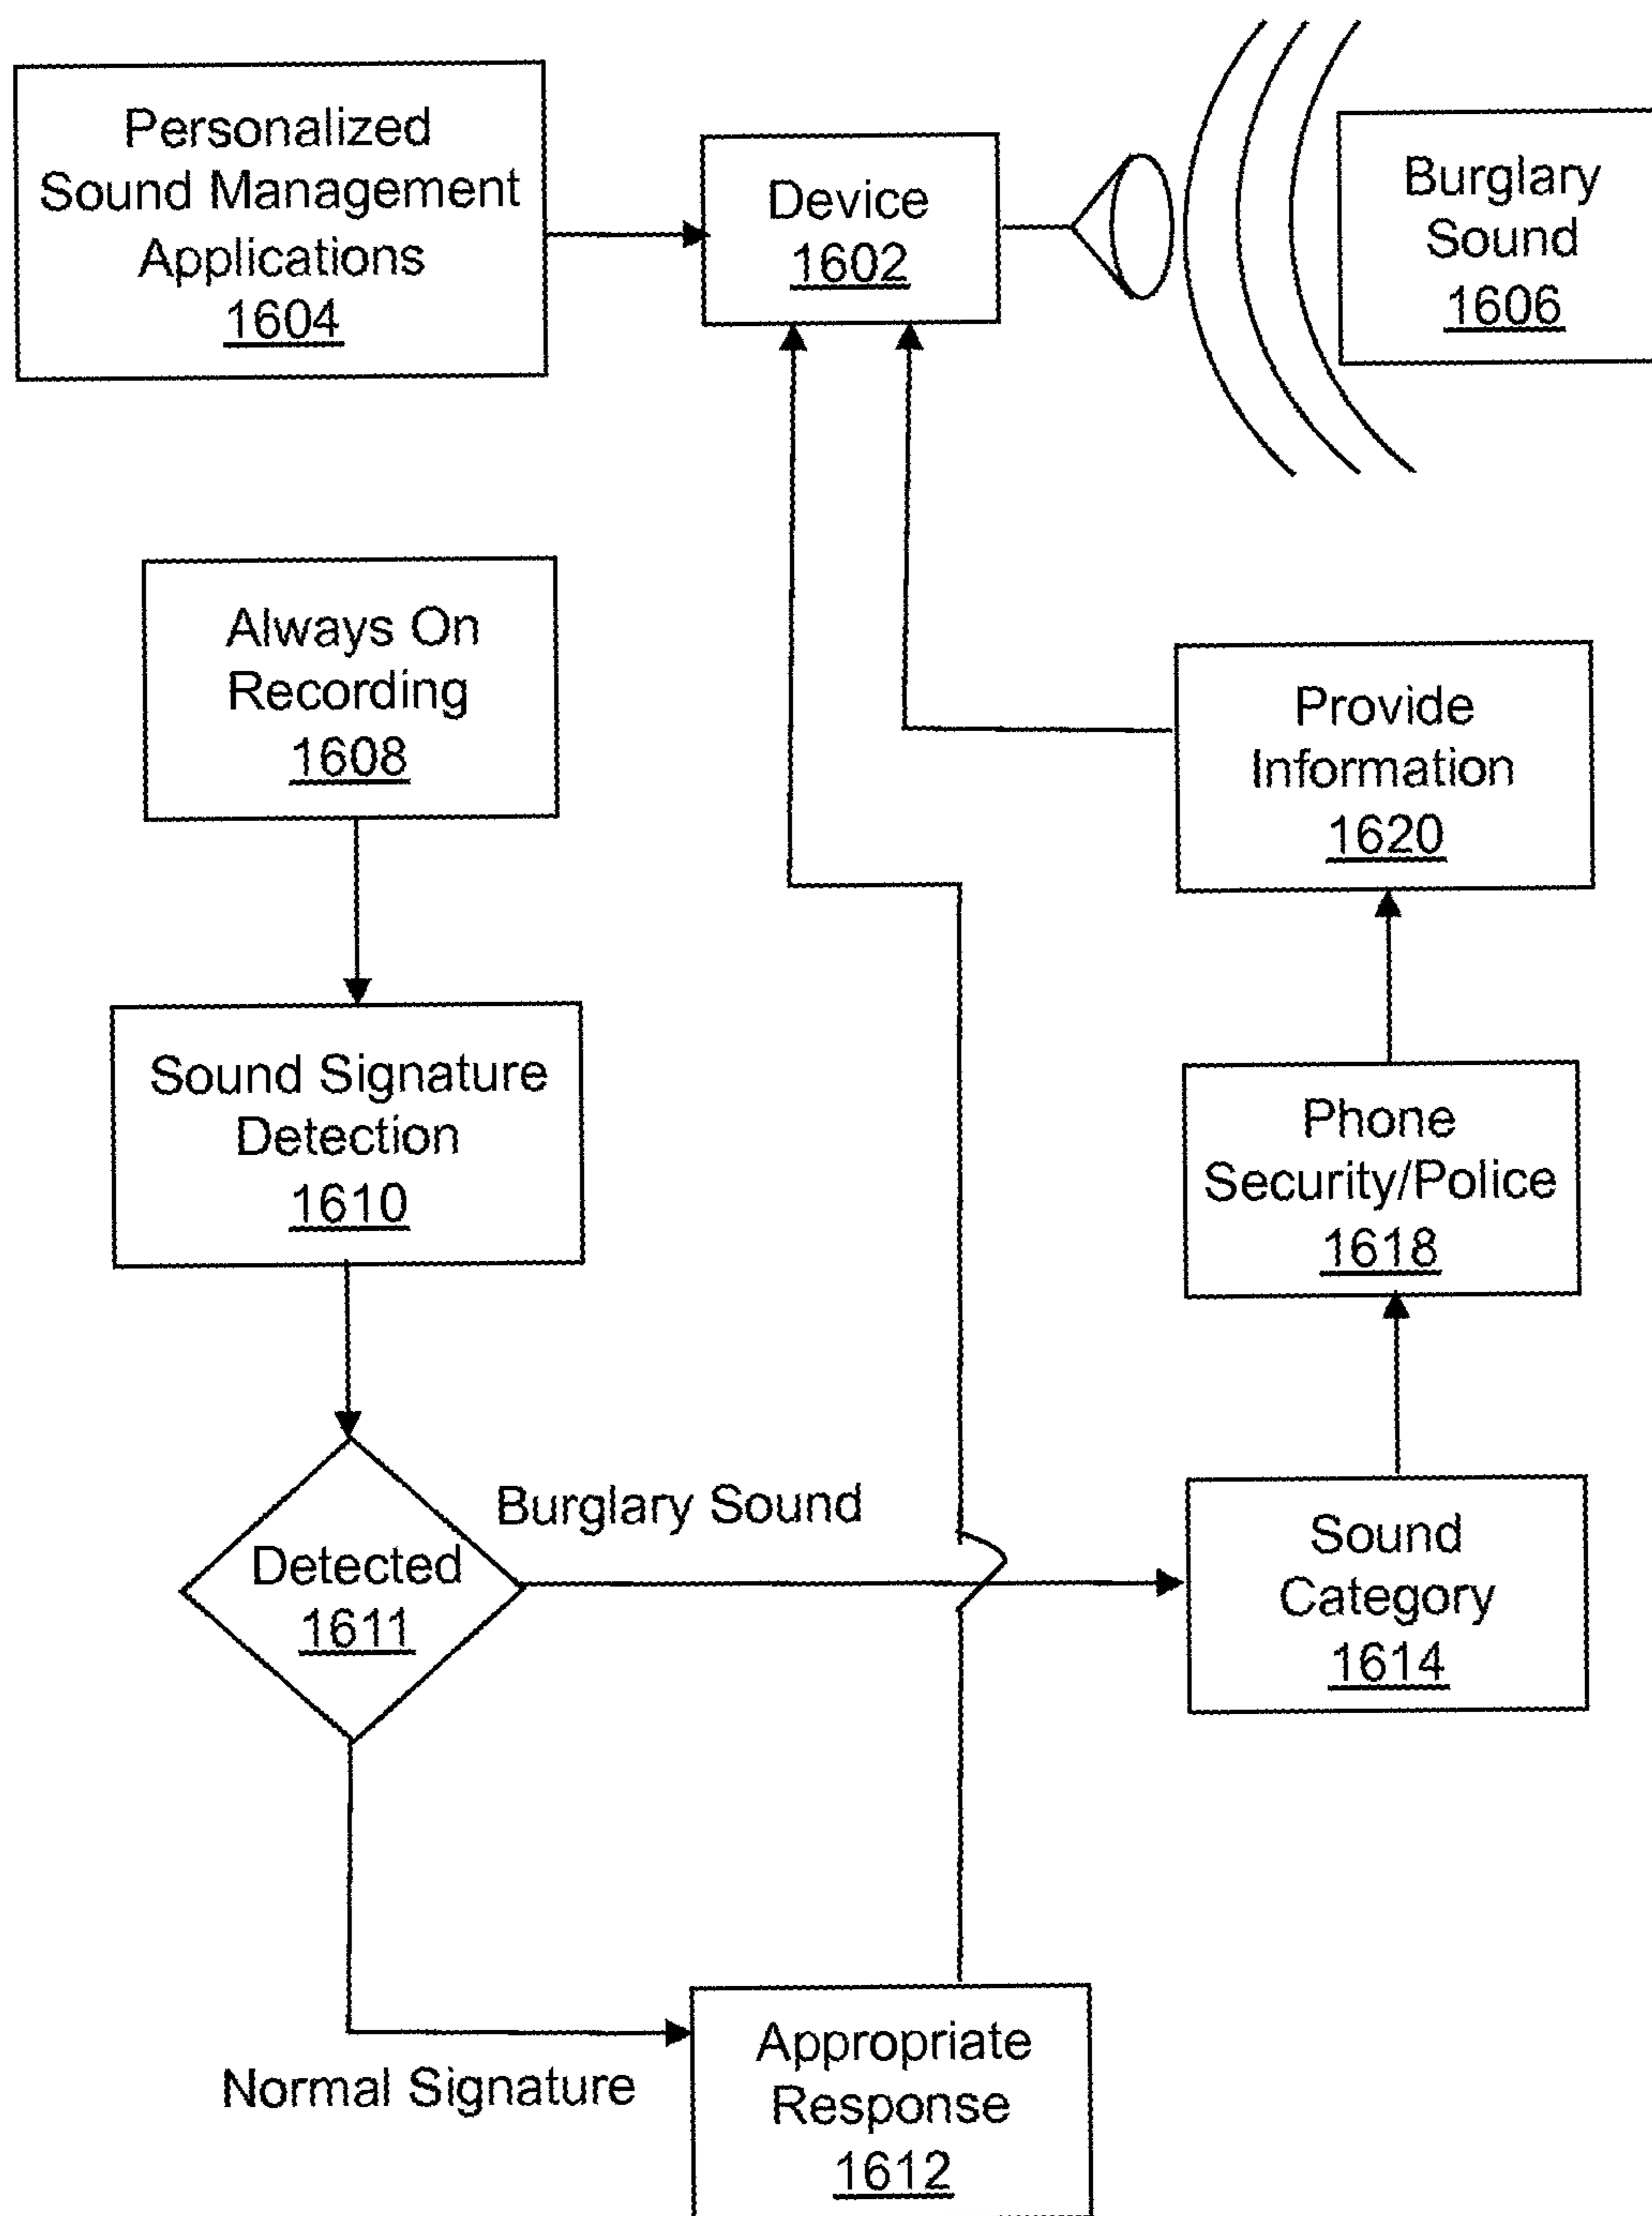 Personalized
Sound Management
Applications
1604
Device
1602
Burglary
Sound
1606
Always On
Recording
1608
Provide
Information
1620
Sound Signature
Detection
1610
Phone
Security/Police
1618
Burglary Sound
Detected
1611
Sound
Category
1614
Normal Signature
Appropriate
Response
1612